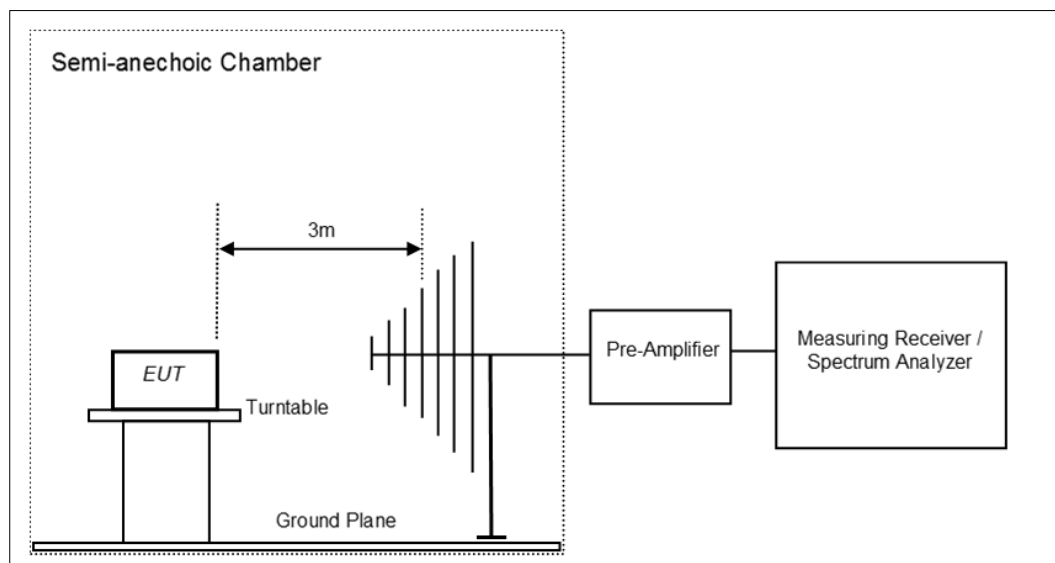 Semi-anechoic Chamber
3m
EUT
Turntable
Ground Plane
Pre-Amplifier
Measuring Receiver /
Spectrum Analyzer